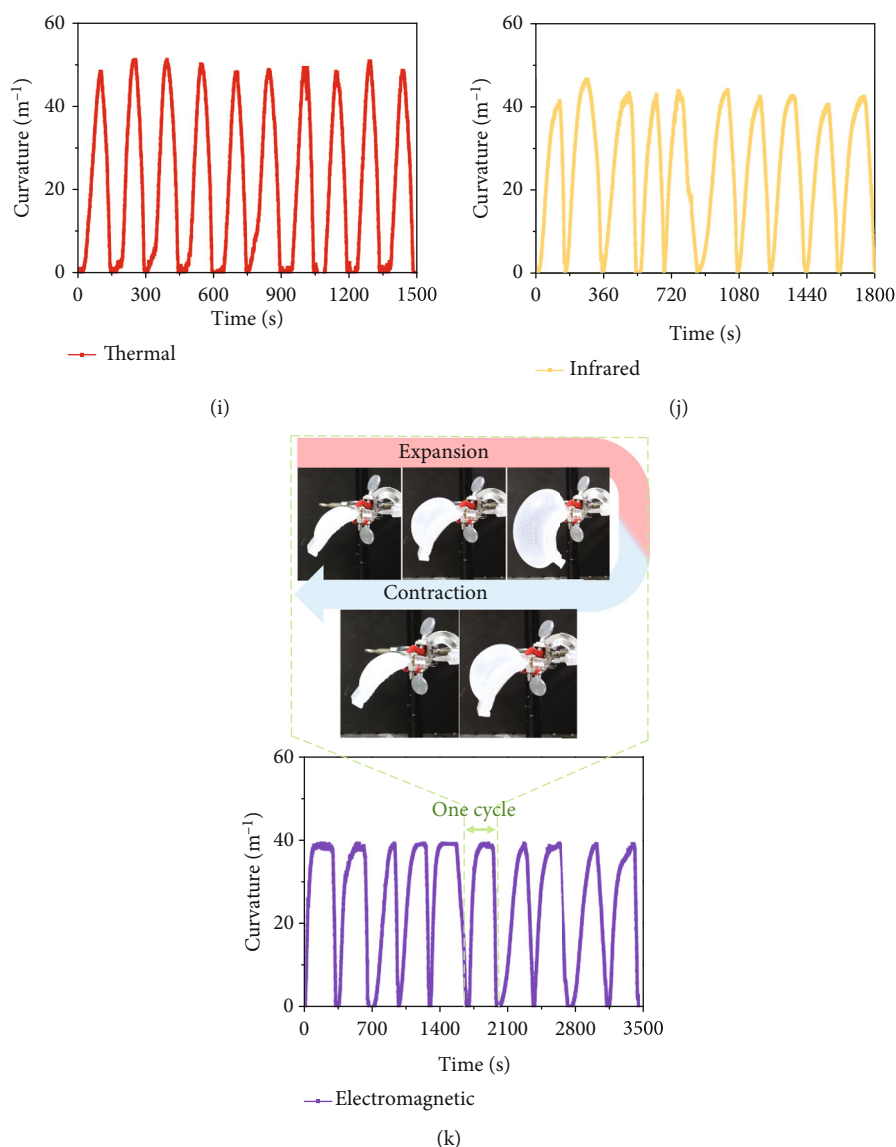 60
40
20
0
Curvature (m⁻¹)
0 300 600 900 1200 1500
Time (s)
Thermal
(i)
60
40
20
0
Curvature (m⁻¹)
0 360 720 1080 1440 1800
Time (s)
Infrared
(j)
Expansion
Contraction
60
40
20
0
Curvature (m⁻¹)
One cycle
0 700 1400 2100 2800 3500
Time (s)
Electromagnetic
(k)